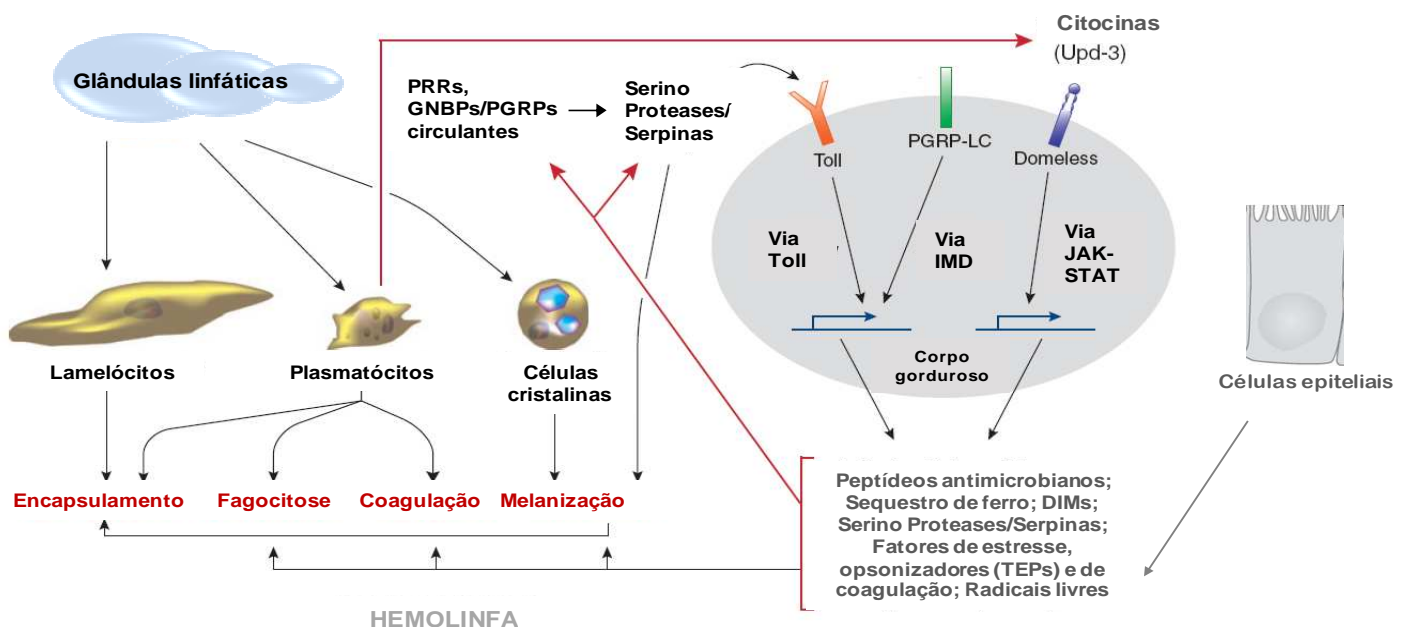 Citocinas
(Upd-3)
Glândulas linfáticas
PRRs,
GNBPs/PGRPs
circulantes
Serino
Proteases/
Serpinas
Toll
PGRP-LC
Domeless
Via
Toll
Via
IMD
Via
JAK-
STAT
Corpo
gorduroso
Lamelócitos
Plasmatócitos
Células
cristalinas
Células epiteliais
Encapsulamento
Fagocitose
Coagulação
Melanização
Peptídeos antimicrobianos;
Sequestro de ferro; DIMs;
Serino Proteases/Serpinas;
Fatores de estresse,
opsonizadores (TEPs) e de
coagulação; Radicais livres
HEMOLINFA